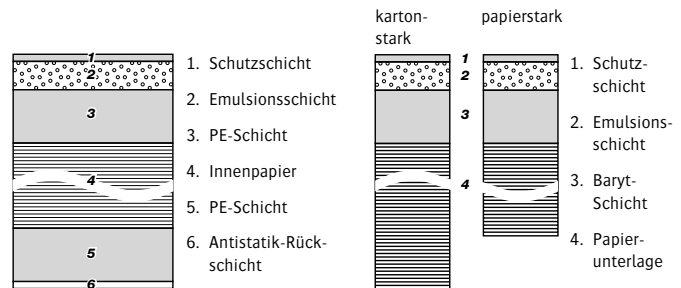 1
2
3
4
5
6
1. Schutzschicht
2. Emulsionsschicht
3. PE-Schicht
4. Innenpapier
5. PE-Schicht
6. Antistatik-Rück-
schicht
karton-
stark
papierstark
1
2
3
4
1. Schutz-
schicht
2. Emulsions-
schicht
3. Baryt-
Schicht
4. Papier-
unterlage